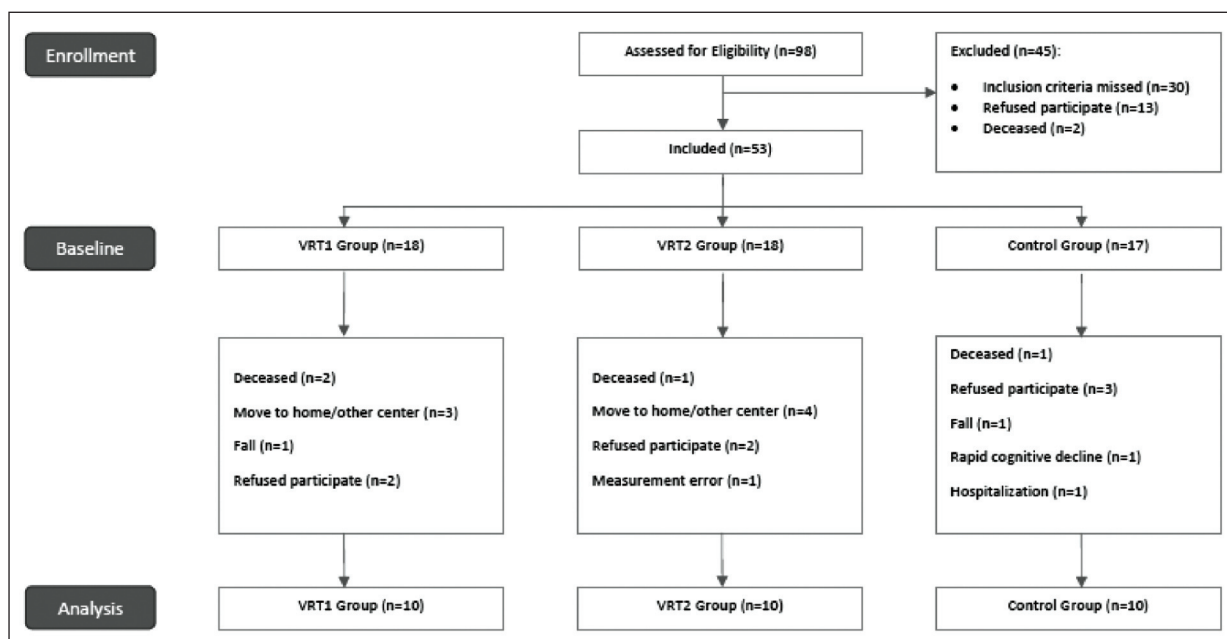 Enrollment
Assessed for Eligibility (n=98)
Excluded (n=45):
● Inclusion criteria missed (n=30)
● Refused participate (n=13)
● Deceased (n=2)
Included (n=53)
Baseline
VRT1 Group (n=18)
VRT2 Group (n=18)
Control Group (n=17)
Deceased (n=2)
Move to home/other center (n=3)
Fall (n=1)
Refused participate (n=2)
Deceased (n=1)
Move to home/other center (n=4)
Refused participate (n=2)
Measurement error (n=1)
Deceased (n=1)
Refused participate (n=3)
Fall (n=1)
Rapid cognitive decline (n=1)
Hospitalization (n=1)
Analysis
VRT1 Group (n=10)
VRT2 Group (n=10)
Control Group (n=10)